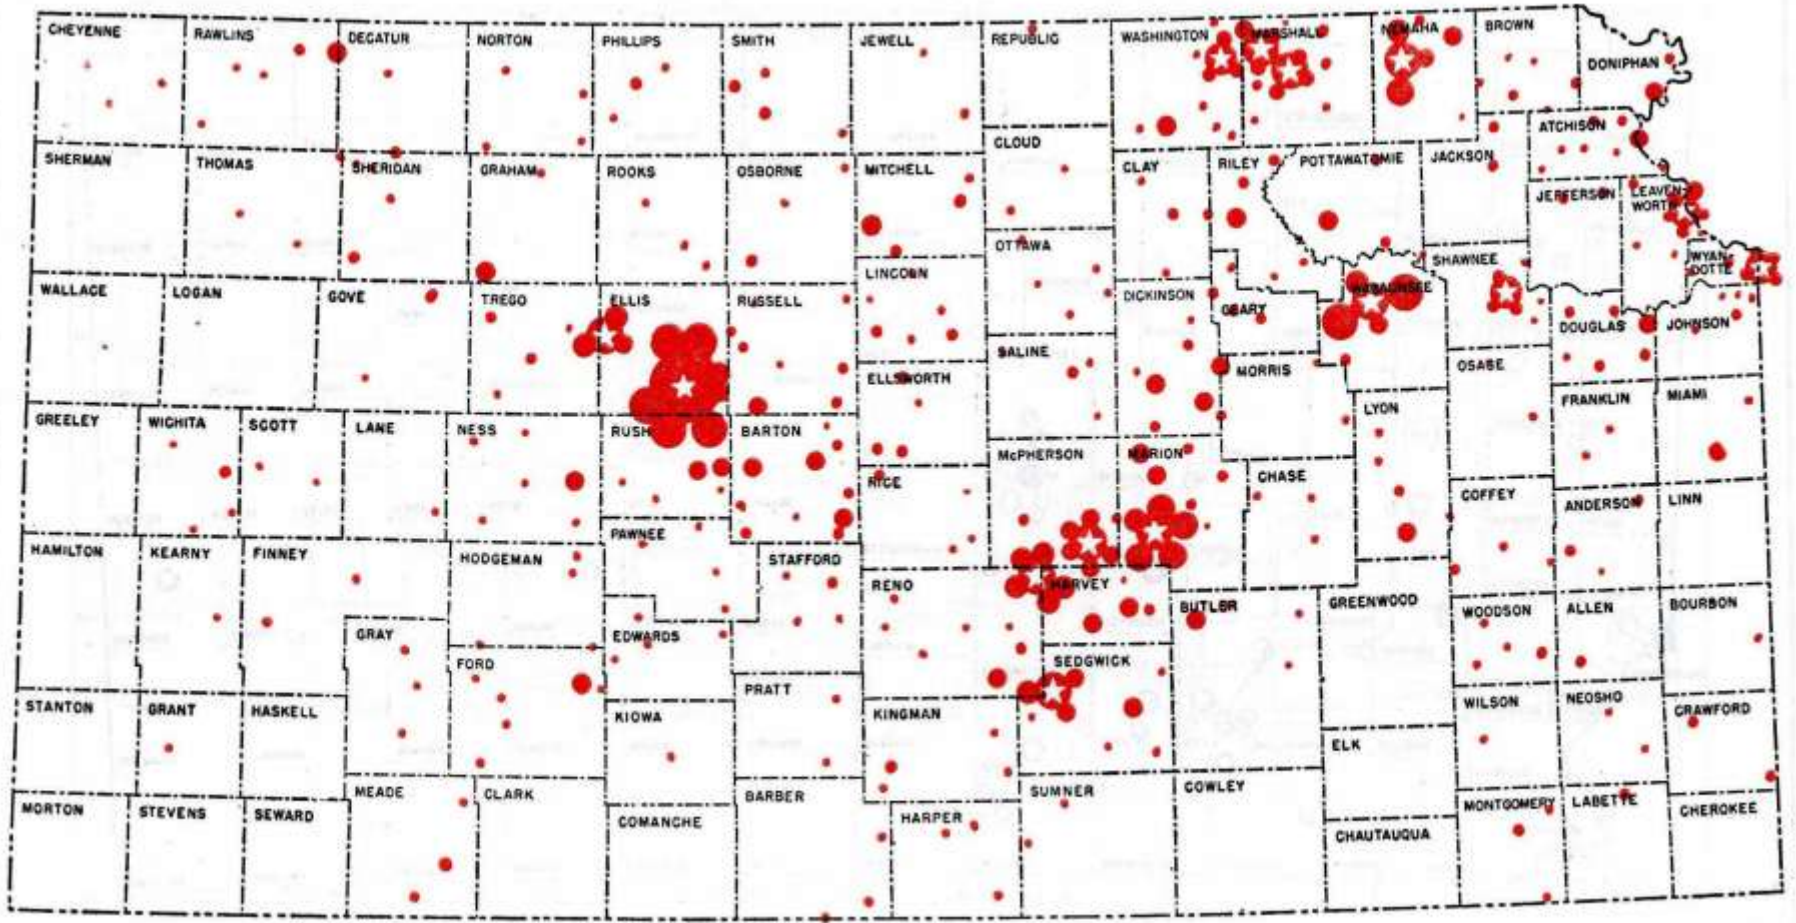 CHEYENNE
RAWLINS
DECATUR
NORTON
PHILLIPS
SMITH
JEWELL
REPUBLIC
WASHINGTON
MARSHALL
NEMAHA
BROWN
DONIPHAN
SHERMAN
THOMAS
SHERIDAN
GRAHAM
ROOKS
OSBORNE
MITCHELL
CLOUD
CLAY
RILEY
POTTAWATOMIE
JACKSON
ATCHISON
JEFFERSON
LEAVEN-
WORTH
WYAN-
DOTTE
WALLACE
LOGAN
GOVE
TREGO
ELLIS
RUSSELL
LINCOLN
OTTAWA
DICKINSON
GEARY
WABAUNSEE
SHAWNEE
DOUGLAS
JOHNSON
GREELEY
WICHITA
SCOTT
LANE
NESS
RUSH
BARTON
ELLSWORTH
SALINE
MORRIS
LYON
OSAGE
FRANKLIN
MIAMI
HAMILTON
KEARNY
FINNEY
HODGEMAN
PAWNEE
STAFFORD
RICE
McPHERSON
MARION
CHASE
COFFEY
ANDERSON
LINN
GRAY
FORD
EDWARDS
RENO
HARVEY
BUTLER
GREENWOOD
WOODSON
ALLEN
BOURBON
STANTON
GRANT
HASKELL
KIOWA
PRATT
KINGMAN
SEDGWICK
ELK
WILSON
NEOSHO
CRAWFORD
MORTON
STEVENS
SEWARD
MEADE
CLARK
COMANCHE
BARBER
HARPER
SUMNER
COWLEY
CHAUTAUQUA
MONTGOMERY
LABETTE
CHEROKEE